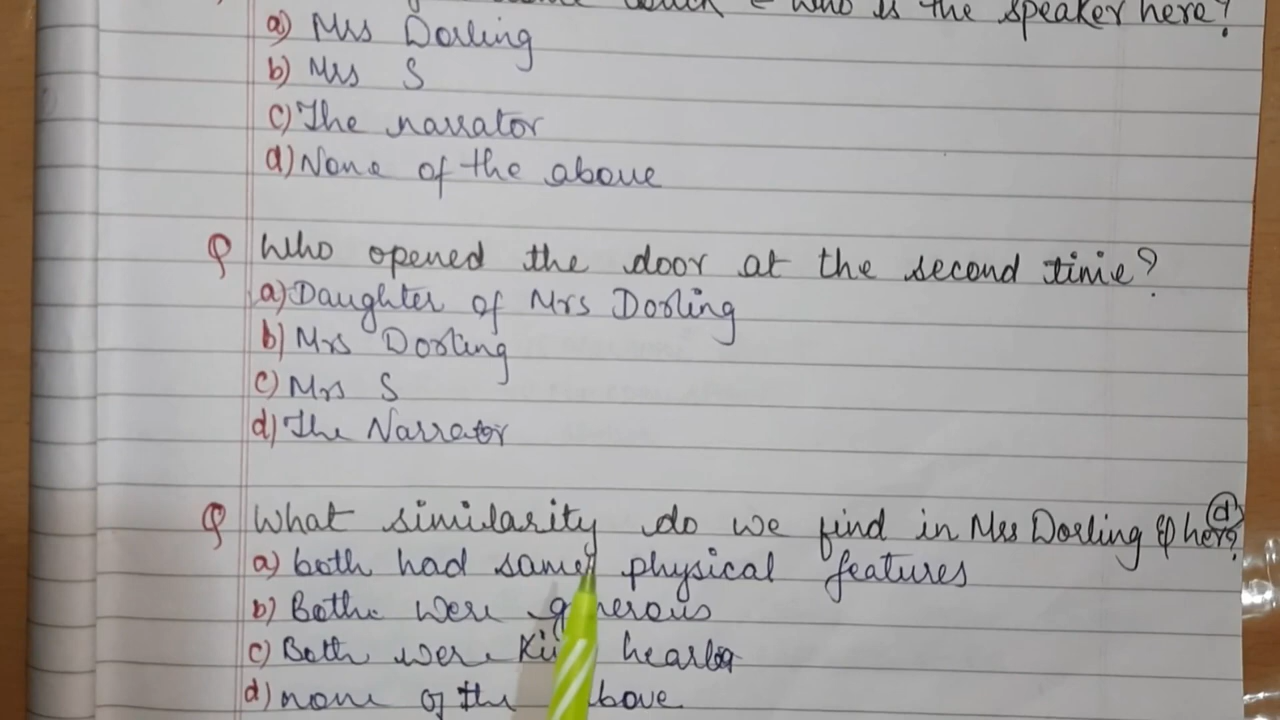 who is the speaker here?
a) Mrs Dorling
b) Mrs S
c) The narrator
d) None of the above
Q Who opened the door at the second time?
a) Daughter of Mrs Dorling
b) Mrs Dorling
c) Mrs S
d) The Narrator
Q What similarity do we find in Mrs Dorling & her d?
a) both had same physical features
b) Both were generous
c) Both were
d) none of the above